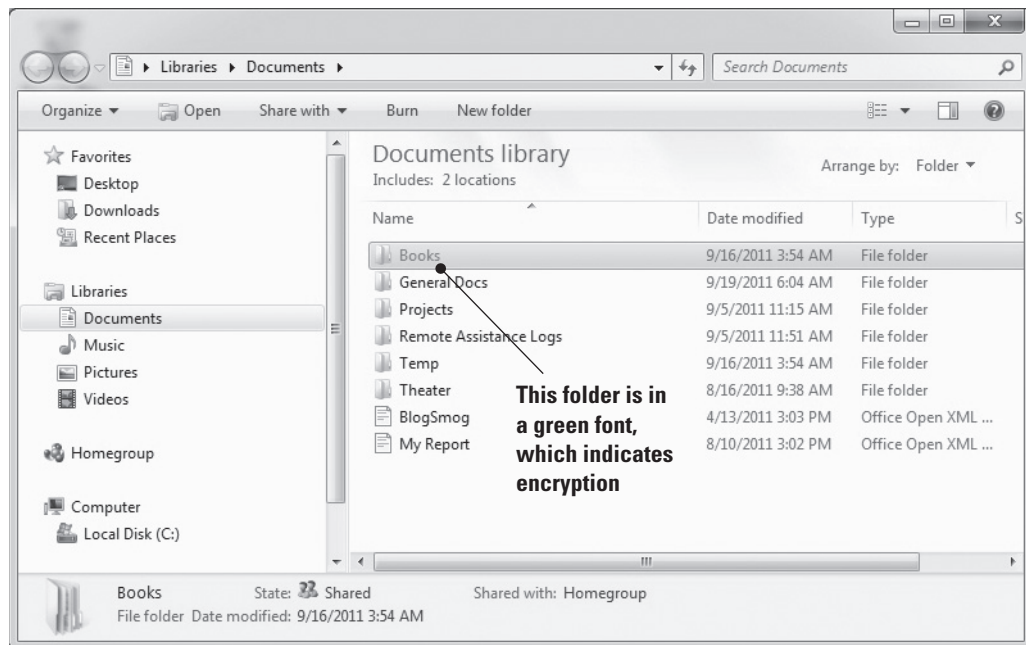 Libraries Documents
Search Documents
Organize Open Share with Burn New folder
Favorites
Desktop
Downloads
Recent Places
Libraries
Documents
Music
Pictures
Videos
Homegroup
Computer
Local Disk (C:)
Documents library
Includes: 2 locations
Arrange by: Folder
Name Date modified Type S
Books 9/16/2011 3:54 AM File folder
General Docs 9/19/2011 6:04 AM File folder
Projects 9/5/2011 11:15 AM File folder
Remote Assistance Logs 9/5/2011 11:51 AM File folder
Temp 9/16/2011 3:54 AM File folder
Theater 8/16/2011 9:38 AM File folder
BlogSmog 4/13/2011 3:03 PM Office Open XML ...
My Report 8/10/2011 3:02 PM Office Open XML ...
This folder is in
a green font,
which indicates
encryption
Books State: Shared Shared with: Homegroup
File folder Date modified: 9/16/2011 3:54 AM